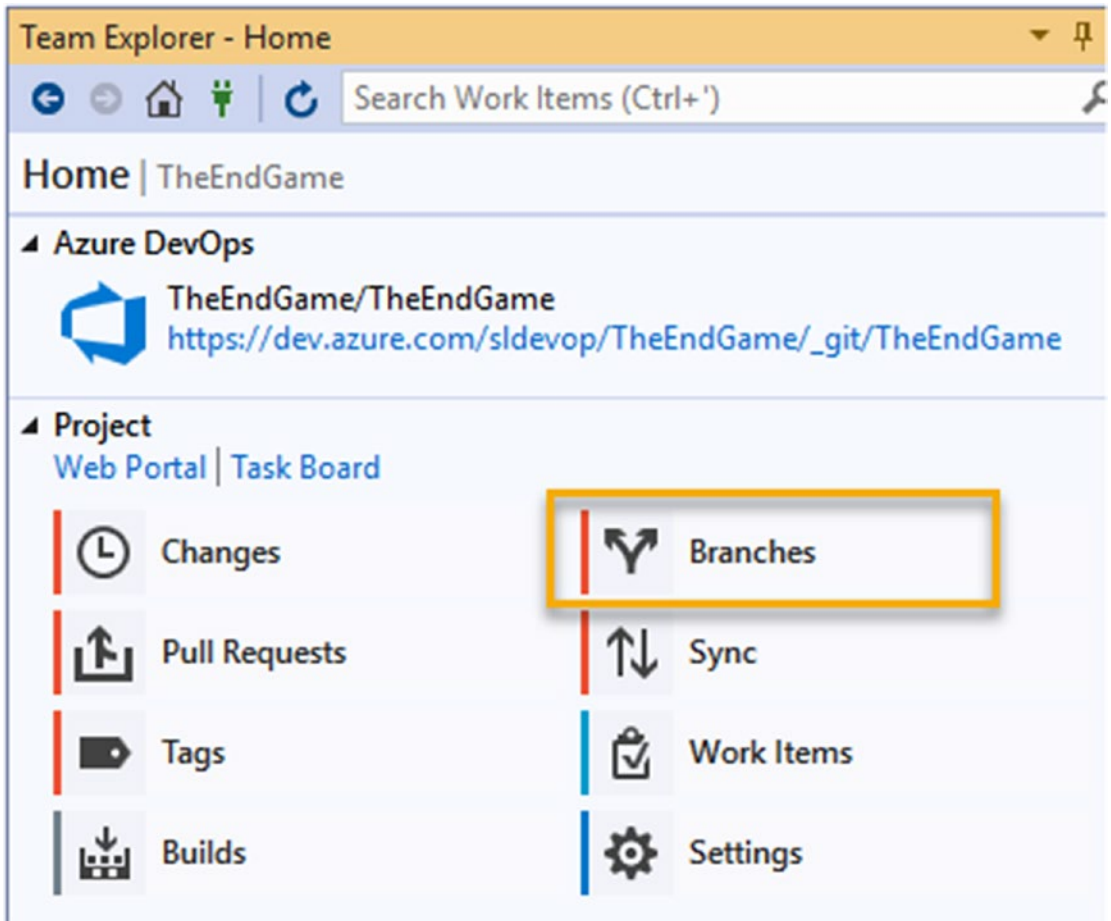 Team Explorer - Home
Search Work Items (Ctrl+')
Home | TheEndGame
Azure DevOps
TheEndGame/TheEndGame
https://dev.azure.com/sldevop/TheEndGame/_git/TheEndGame
Project
Web Portal | Task Board
Changes
Branches
Pull Requests
Sync
Tags
Work Items
Builds
Settings